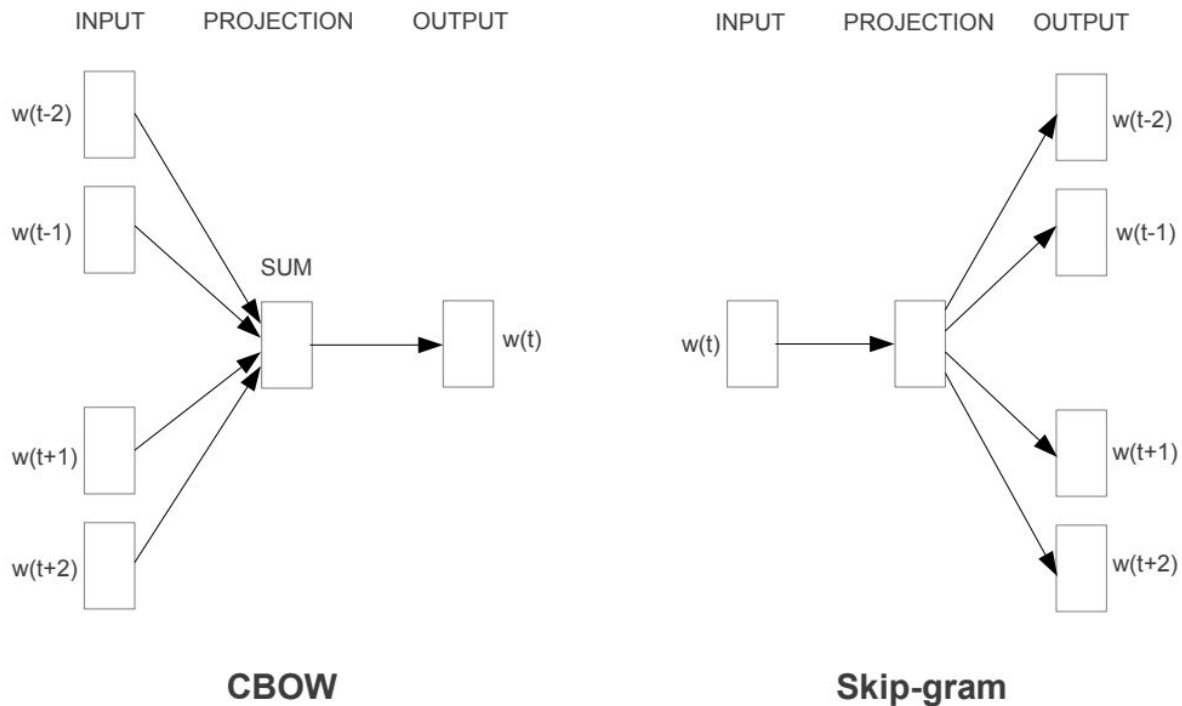 INPUT PROJECTION OUTPUT
w(t-2)
w(t-1)
SUM
w(t)
w(t+1)
w(t+2)
CBOW
INPUT PROJECTION OUTPUT
w(t-2)
w(t-1)
w(t)
w(t+1)
w(t+2)
Skip-gram